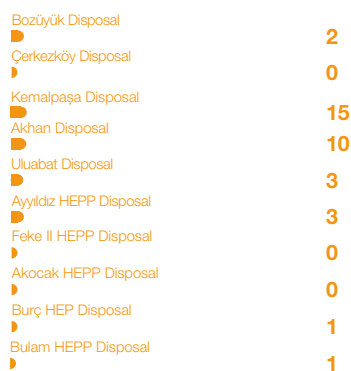 Bozüyük Disposal
2
Çerkezköy Disposal
0
Kemalpaşa Disposal
15
Akhan Disposal
10
Uluabat Disposal
3
Ayyıldız HEPP Disposal
3
Feke II HEPP Disposal
0
Akocak HEPP Disposal
0
Burç HEP Disposal
1
Bulam HEPP Disposal
1